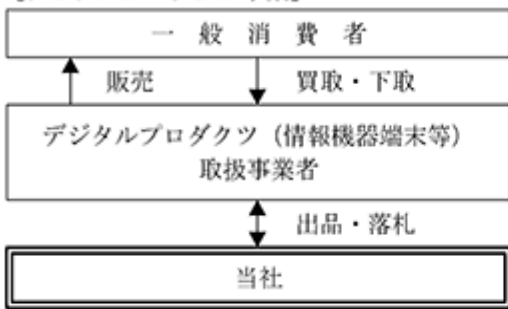 一般消費者
販売
買取・下取
デジタルプロダクツ（情報機器端末等）
取扱事業者
出品・落札
当社